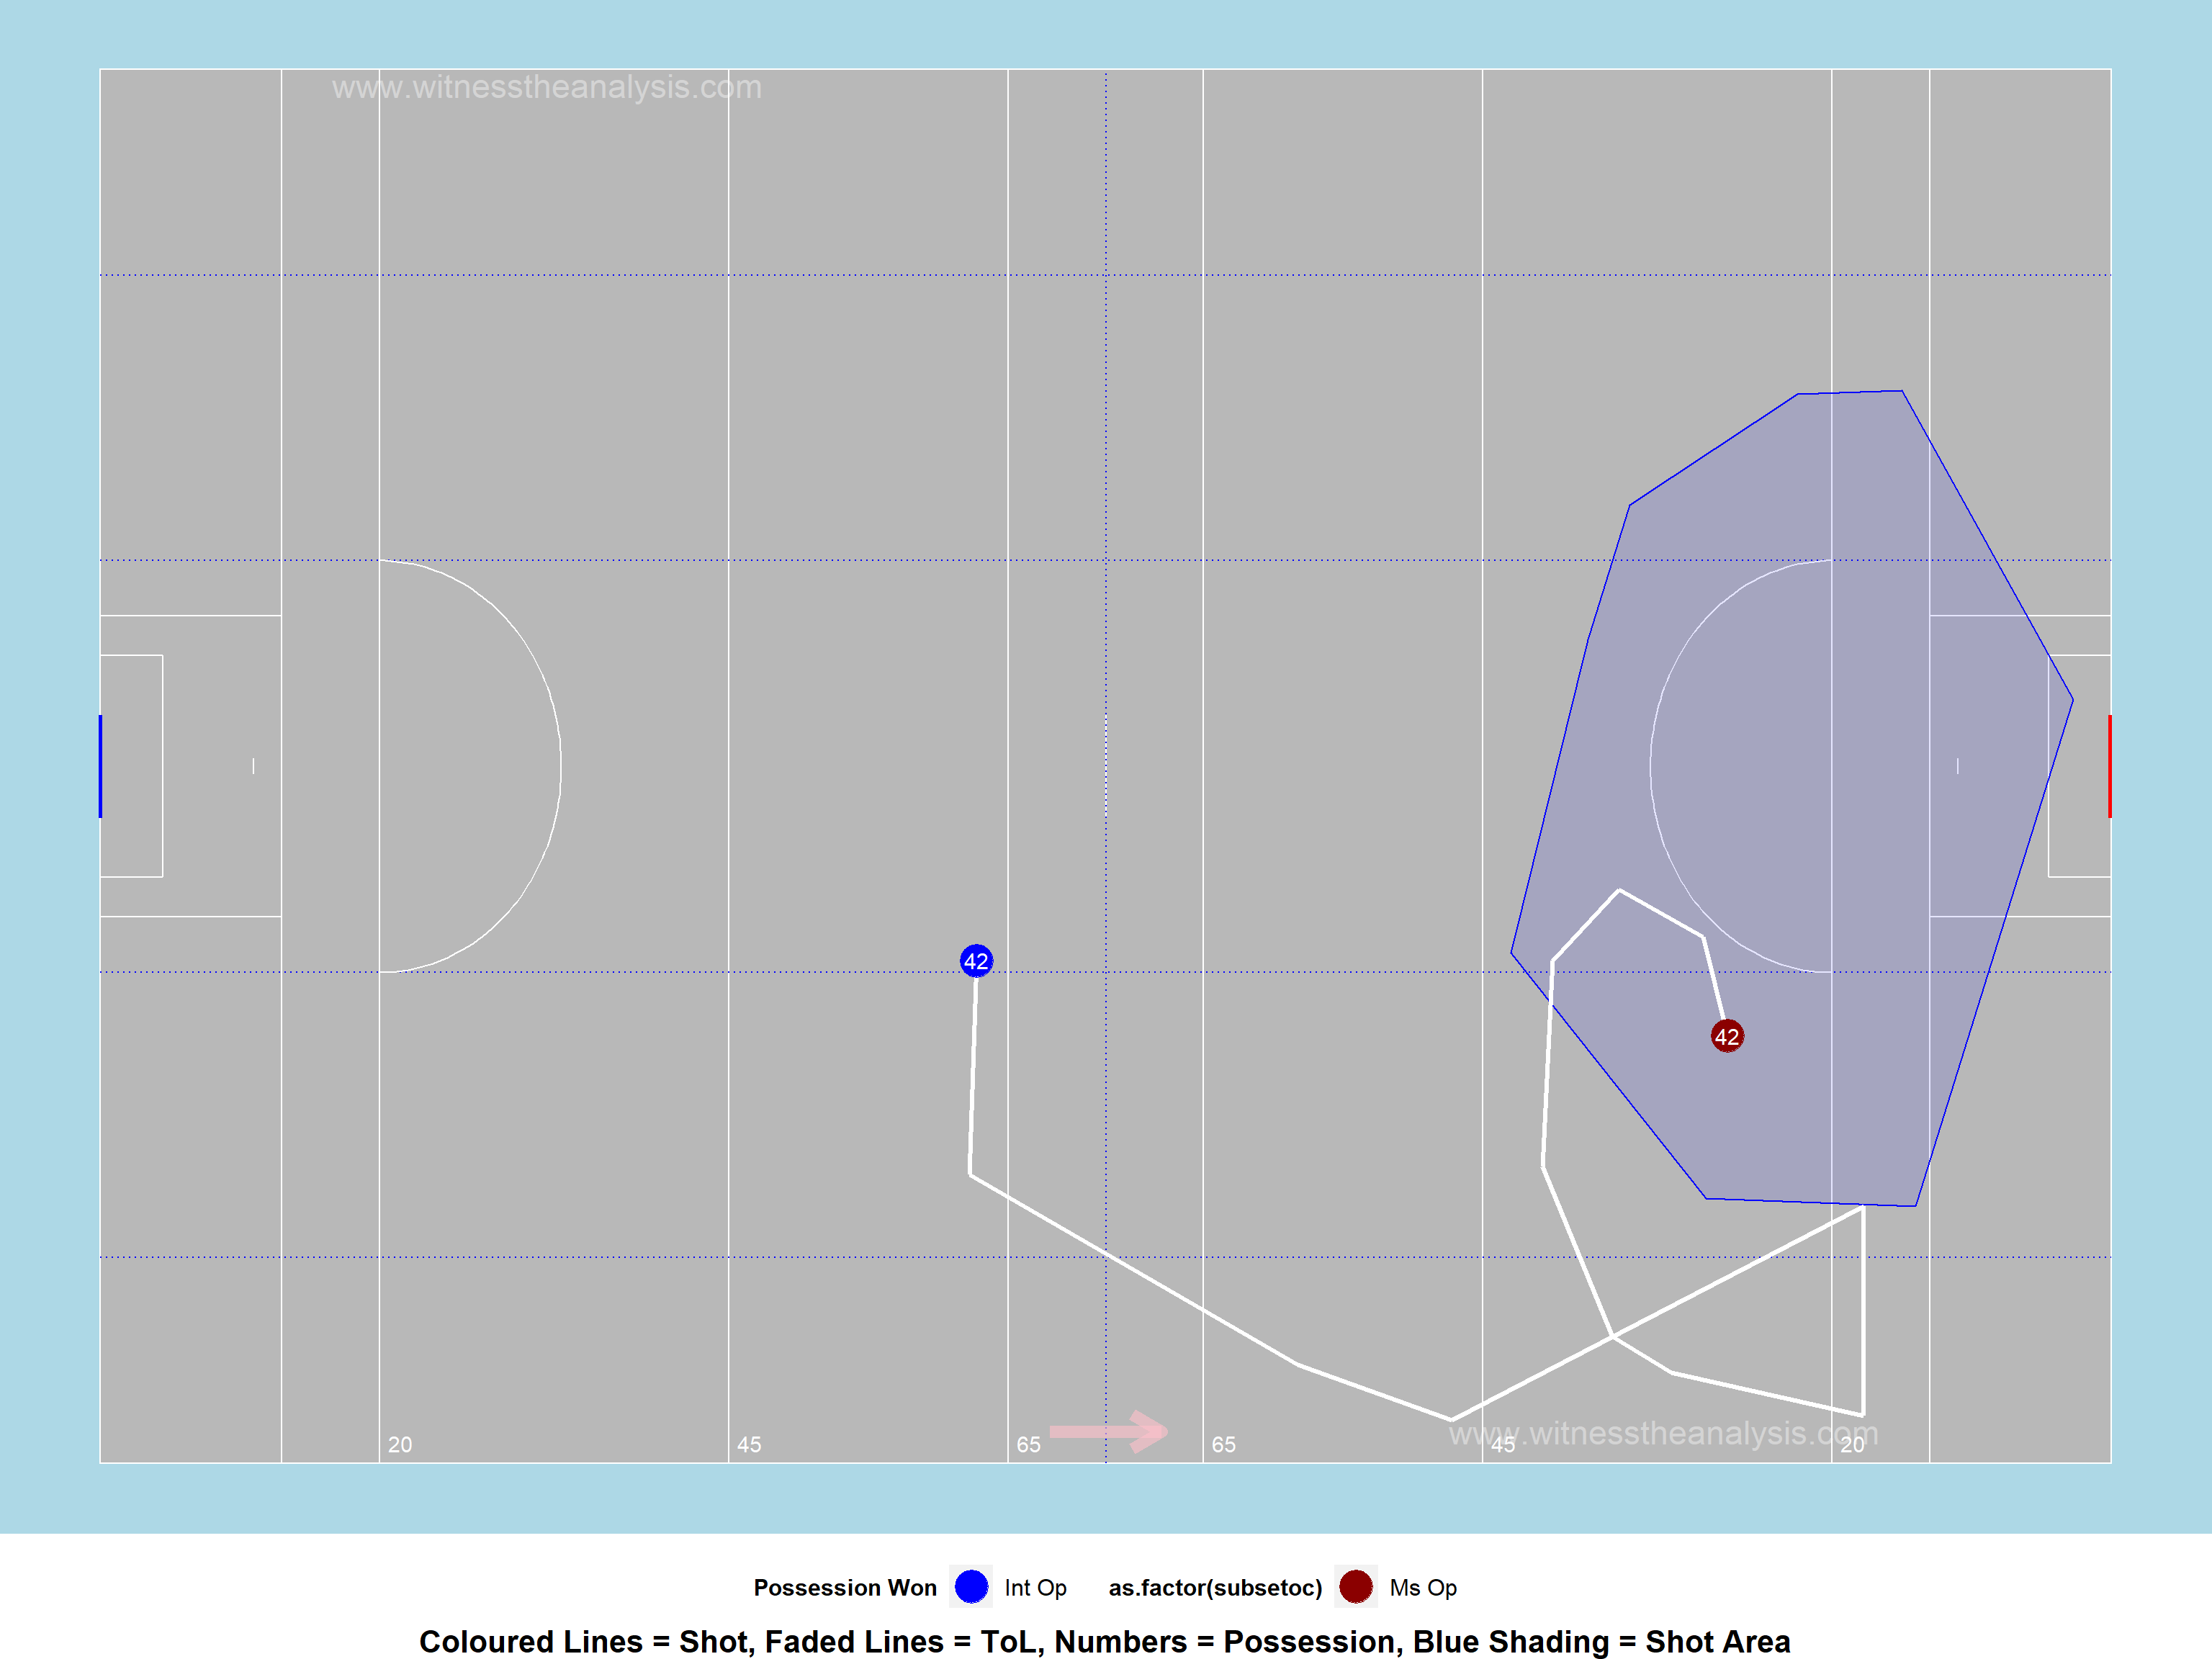 www.witnesstheanalysis.com
42
42
www.witnesstheanalysis.com
20 45 65 65 45 20
Possession Won Int Op as.factor(subsetoc) Ms Op
Coloured Lines = Shot, Faded Lines = ToL, Numbers = Possession, Blue Shading = Shot Area